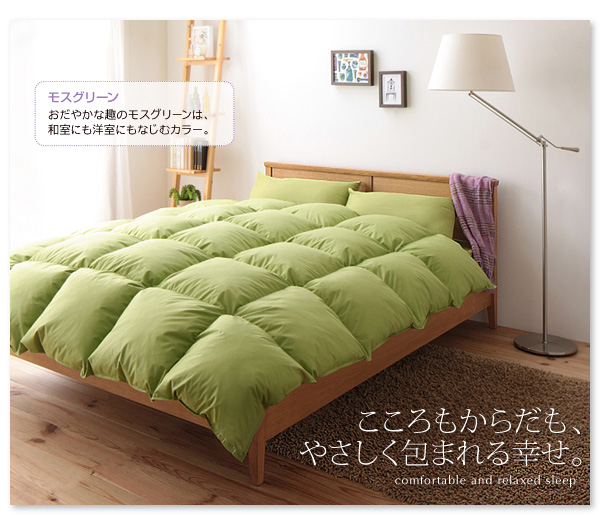 モスグリーン
おだやかな趣のモスグリーンは、
和室にも洋室にもなじむカラー。
こころもからだも、
やさしく包まれる幸せ。
comfortable and relaxed sleep